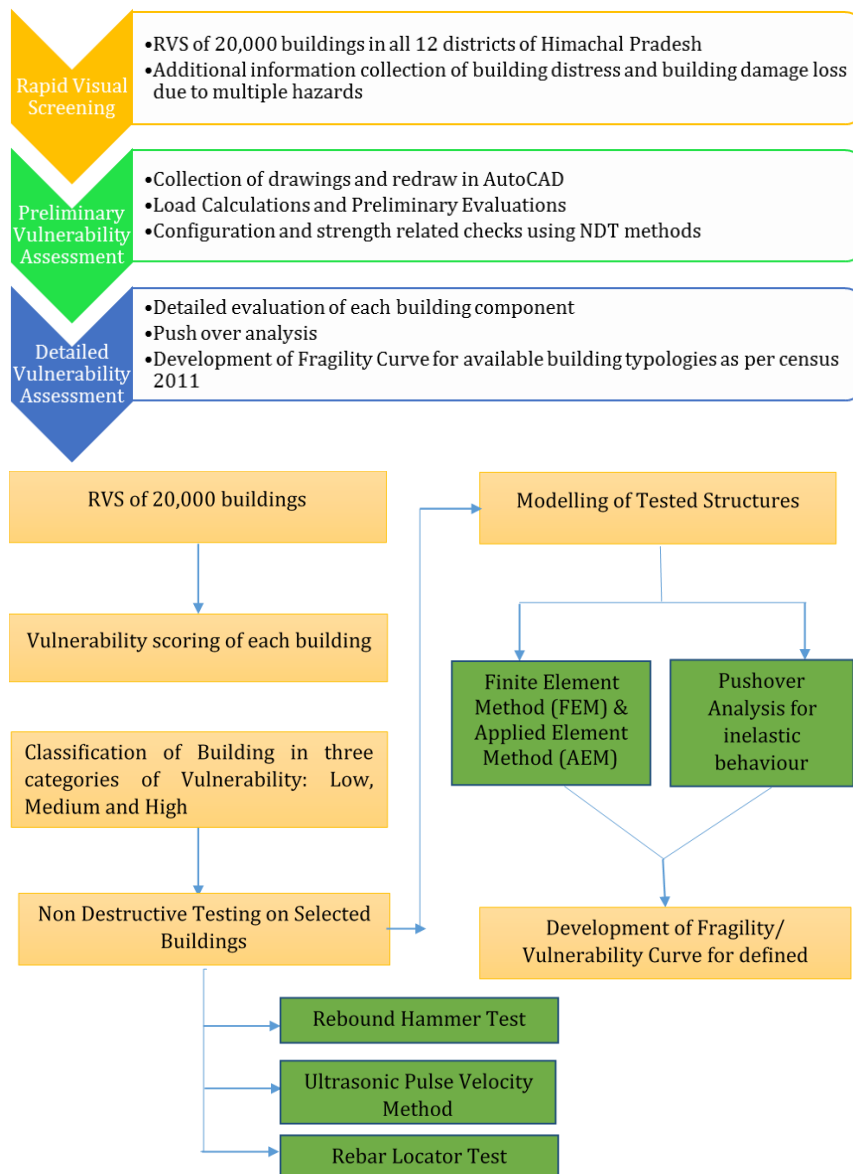 Rapid Visual
Screening
•RVS of 20,000 buildings in all 12 districts of Himachal Pradesh
•Additional information collection of building distress and building damage loss
due to multiple hazards
Preliminary
Vulnerability
Assessment
•Collection of drawings and redraw in AutoCAD
•Load Calculations and Preliminary Evaluations
•Configuration and strength related checks using NDT methods
Detailed
Vulnerability
Assessment
•Detailed evaluation of each building component
•Push over analysis
•Development of Fragility Curve for available building typologies as per census
2011
RVS of 20,000 buildings
Vulnerability scoring of each building
Classification of Building in three
categories of Vulnerability: Low,
Medium and High
Non Destructive Testing on Selected
Buildings
Rebound Hammer Test
Ultrasonic Pulse Velocity
Method
Rebar Locator Test
Modelling of Tested Structures
Finite Element
Method (FEM) &
Applied Element
Method (AEM)
Pushover
Analysis for
inelastic
behaviour
Development of Fragility/
Vulnerability Curve for defined